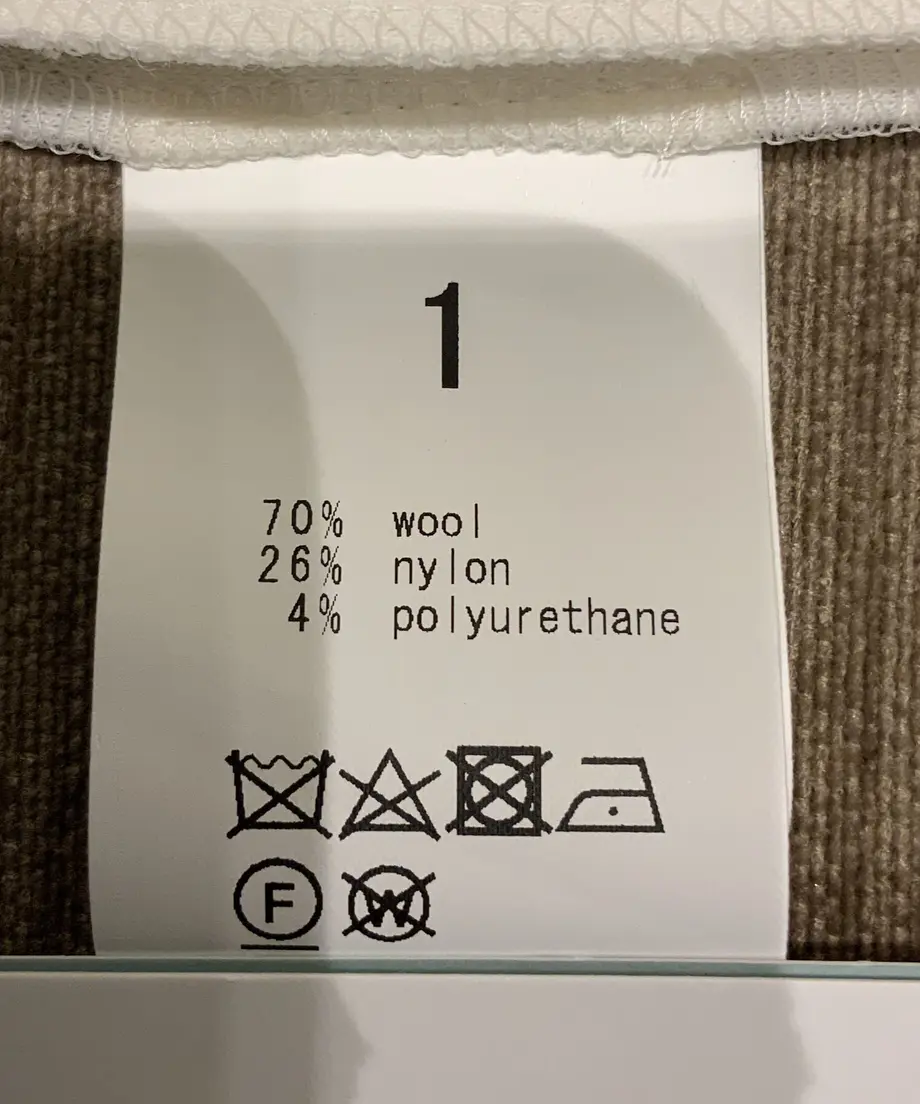 1
70% wool
26% nylon
4% polyurethane
F W